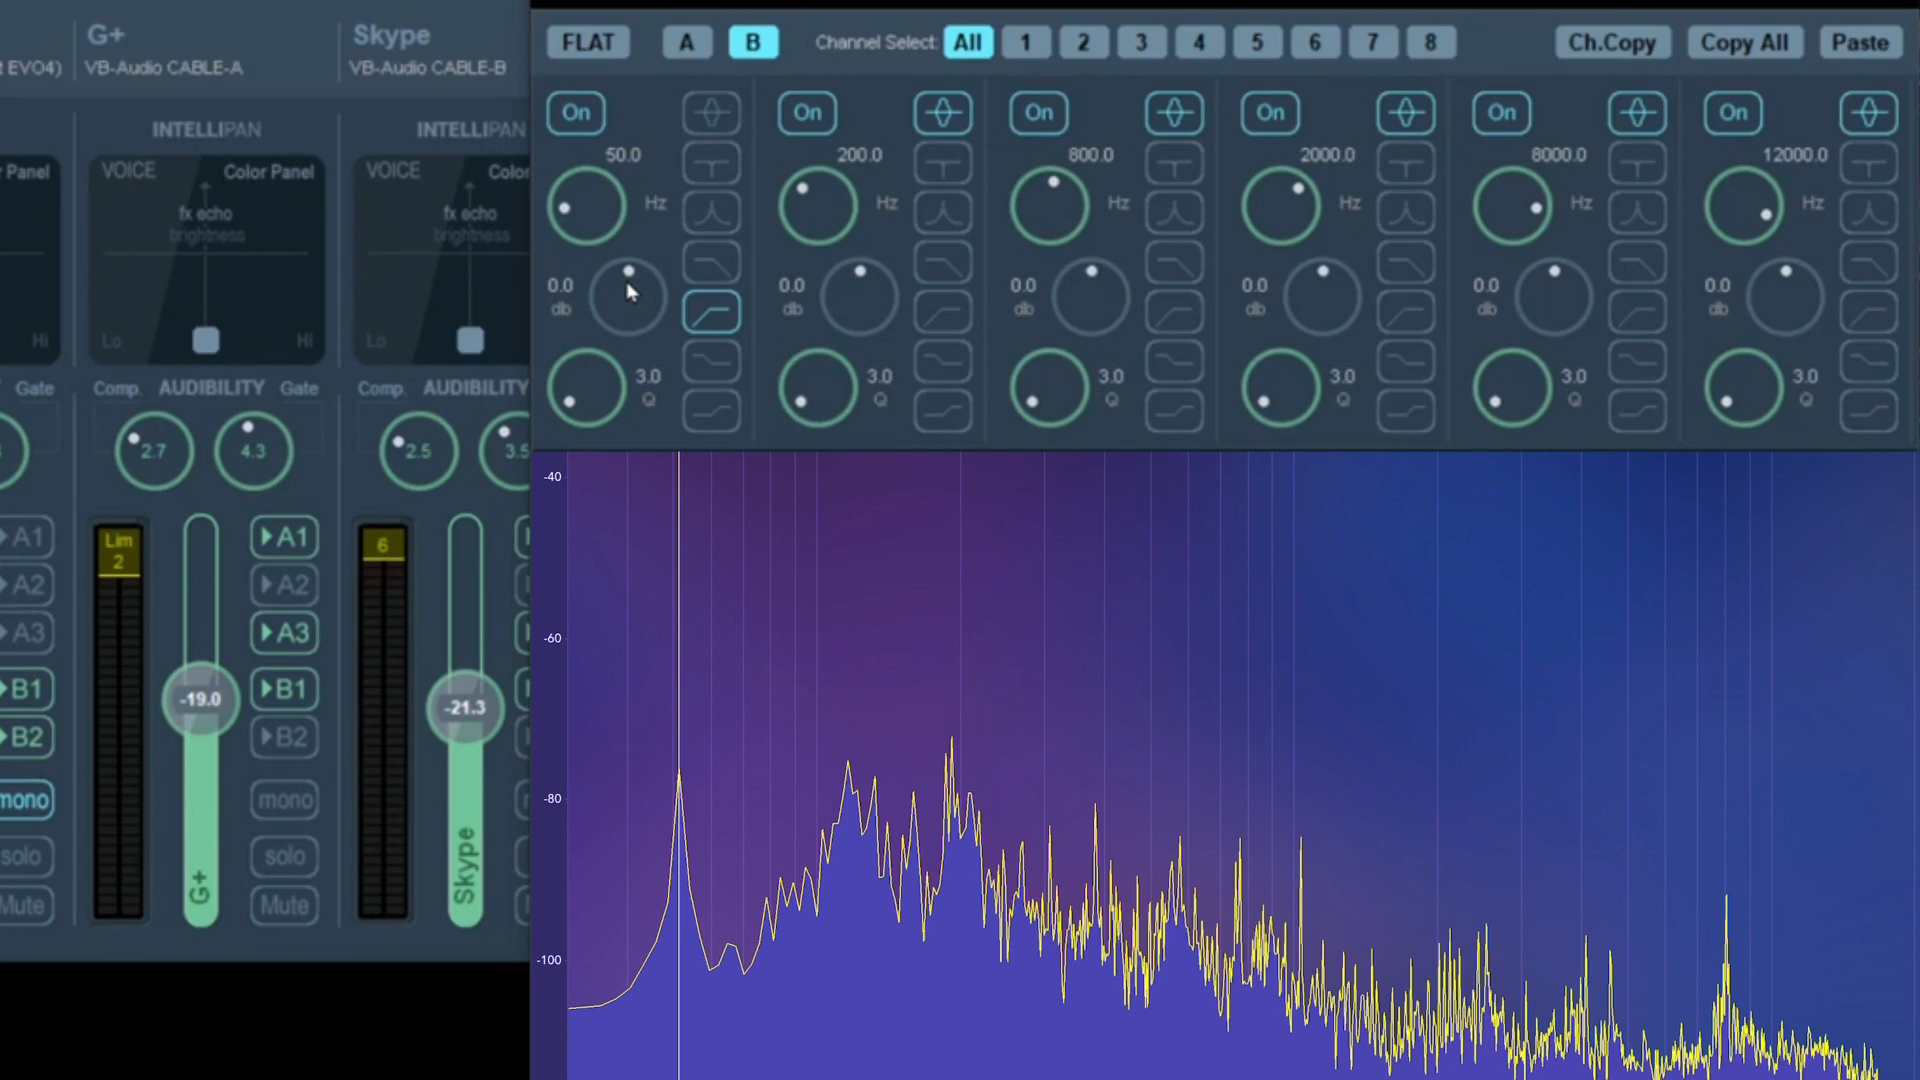 G+
Skype
EVO4)
VB-Audio CABLE-A
VB-Audio CABLE-B
INTELLIPAN
INTELLIPAN
Panel
VOICE
Color Panel
VOICE
Color
fx echo
brightness
fx echo
brightness
Hi
Lo
Hi
Lo
Gate
Comp.
AUDIBILITY
Gate
Comp.
AUDIBILITY
2.7
4.3
2.5
3.5
A1
A2
A3
B1
B2
mono
solo
Mute
Lim
2
-19.0
G+
A1
A2
A3
B1
B2
mono
solo
Mute
6
-21.3
Skype
FLAT
A
B
Channel Select:
All
1
2
3
4
5
6
7
8
Ch.Copy
Copy All
Paste
On
50.0
Hz
0.0
db
3.0
Q
On
200.0
Hz
0.0
db
3.0
Q
On
800.0
Hz
0.0
db
3.0
Q
On
2000.0
Hz
0.0
db
3.0
Q
On
8000.0
Hz
0.0
db
3.0
Q
On
12000.0
Hz
0.0
db
3.0
Q
-40
-60
-80
-100